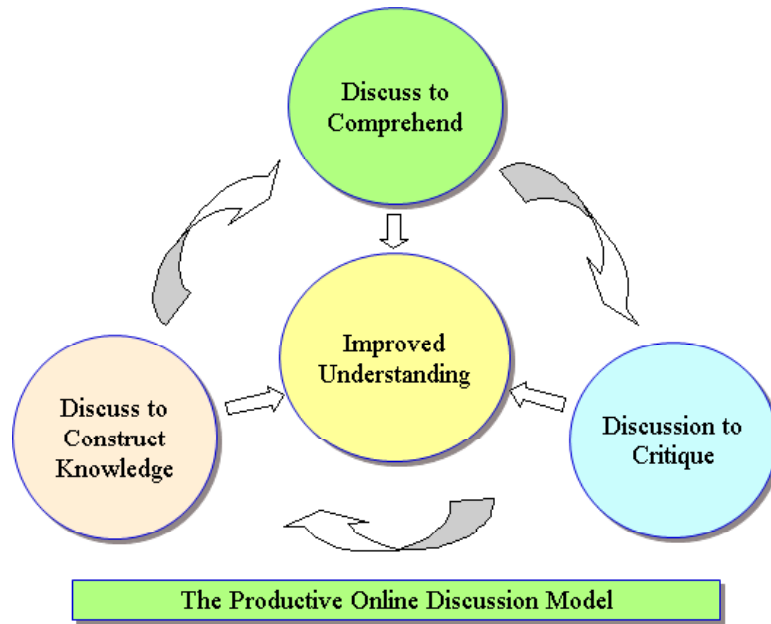 Discuss to
Comprehend
Improved
Understanding
Discuss to
Construct
Knowledge
Discussion to
Critique
The Productive Online Discussion Model